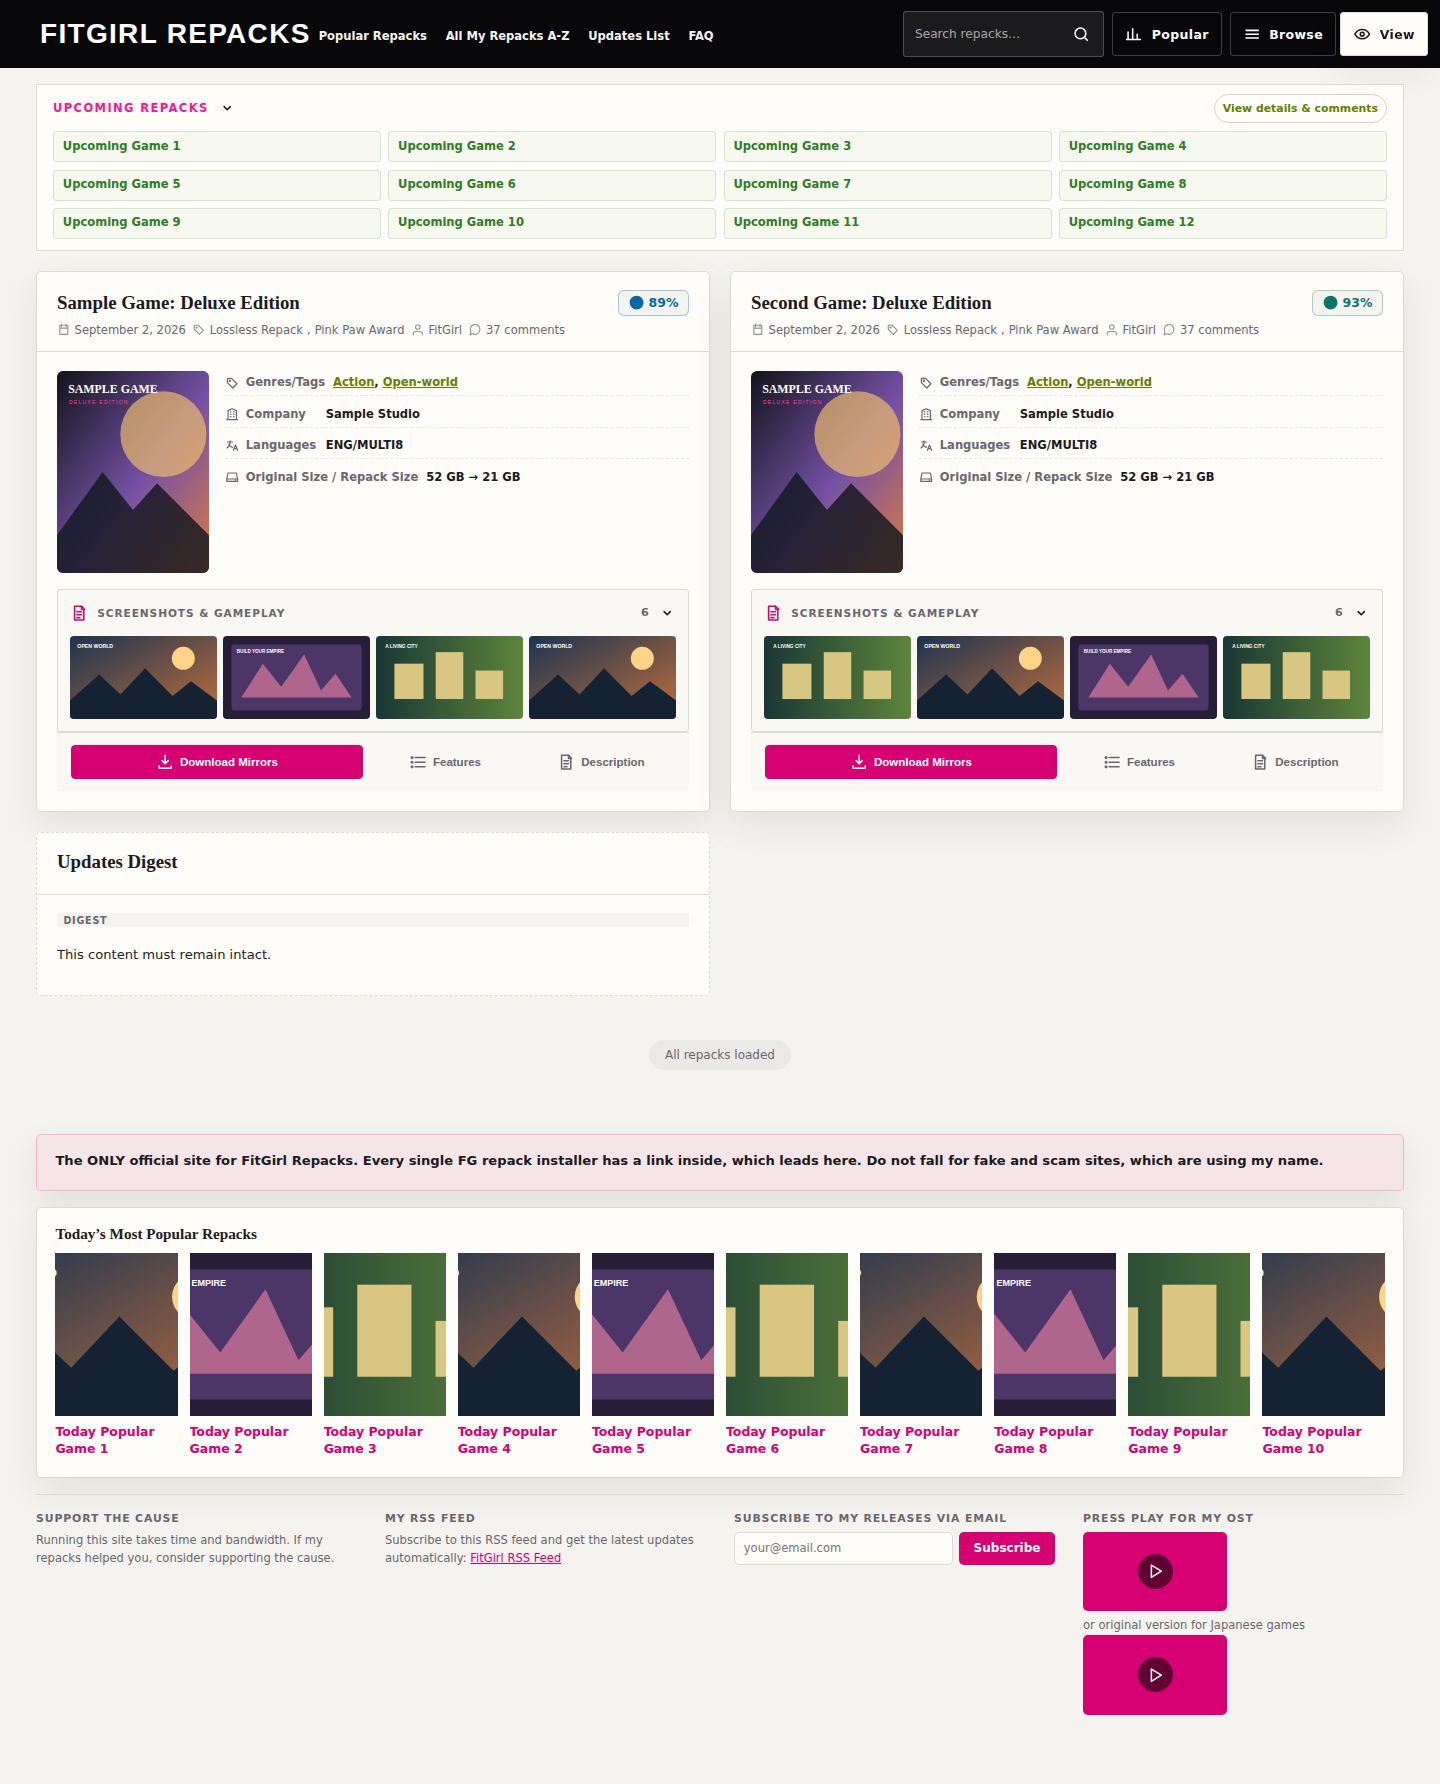 FITGIRL REPACKS Popular Repacks All My Repacks A-Z Updates List FAQ Search repacks... Popular Browse View
UPCOMING REPACKS View details & comments
Upcoming Game 1 Upcoming Game 2 Upcoming Game 3 Upcoming Game 4
Upcoming Game 5 Upcoming Game 6 Upcoming Game 7 Upcoming Game 8
Upcoming Game 9 Upcoming Game 10 Upcoming Game 11 Upcoming Game 12
Sample Game: Deluxe Edition 89%
September 2, 2026 Lossless Repack , Pink Paw Award FitGirl 37 comments
SAMPLE GAME
DELUXE EDITION
Genres/Tags Action, Open-world
Company Sample Studio
Languages ENG/MULTI8
Original Size / Repack Size 52 GB → 21 GB
SCREENSHOTS & GAMEPLAY 6
OPEN WORLD BUILD YOUR EMPIRE A LIVING CITY OPEN WORLD
Download Mirrors Features Description
Second Game: Deluxe Edition 93%
September 2, 2026 Lossless Repack , Pink Paw Award FitGirl 37 comments
SAMPLE GAME
DELUXE EDITION
Genres/Tags Action, Open-world
Company Sample Studio
Languages ENG/MULTI8
Original Size / Repack Size 52 GB → 21 GB
SCREENSHOTS & GAMEPLAY 6
A LIVING CITY OPEN WORLD BUILD YOUR EMPIRE A LIVING CITY
Download Mirrors Features Description
Updates Digest
DIGEST
This content must remain intact.
All repacks loaded
The ONLY official site for FitGirl Repacks. Every single FG repack installer has a link inside, which leads here. Do not fall for fake and scam sites, which are using my name.
Today’s Most Popular Repacks
EMPIRE EMPIRE EMPIRE
Today Popular Game 1
Today Popular Game 2
Today Popular Game 3
Today Popular Game 4
Today Popular Game 5
Today Popular Game 6
Today Popular Game 7
Today Popular Game 8
Today Popular Game 9
Today Popular Game 10
SUPPORT THE CAUSE
Running this site takes time and bandwidth. If my
repacks helped you, consider supporting the cause.
MY RSS FEED
Subscribe to this RSS feed and get the latest updates
automatically: FitGirl RSS Feed
SUBSCRIBE TO MY RELEASES VIA EMAIL
your@email.com Subscribe
PRESS PLAY FOR MY OST
or original version for Japanese games